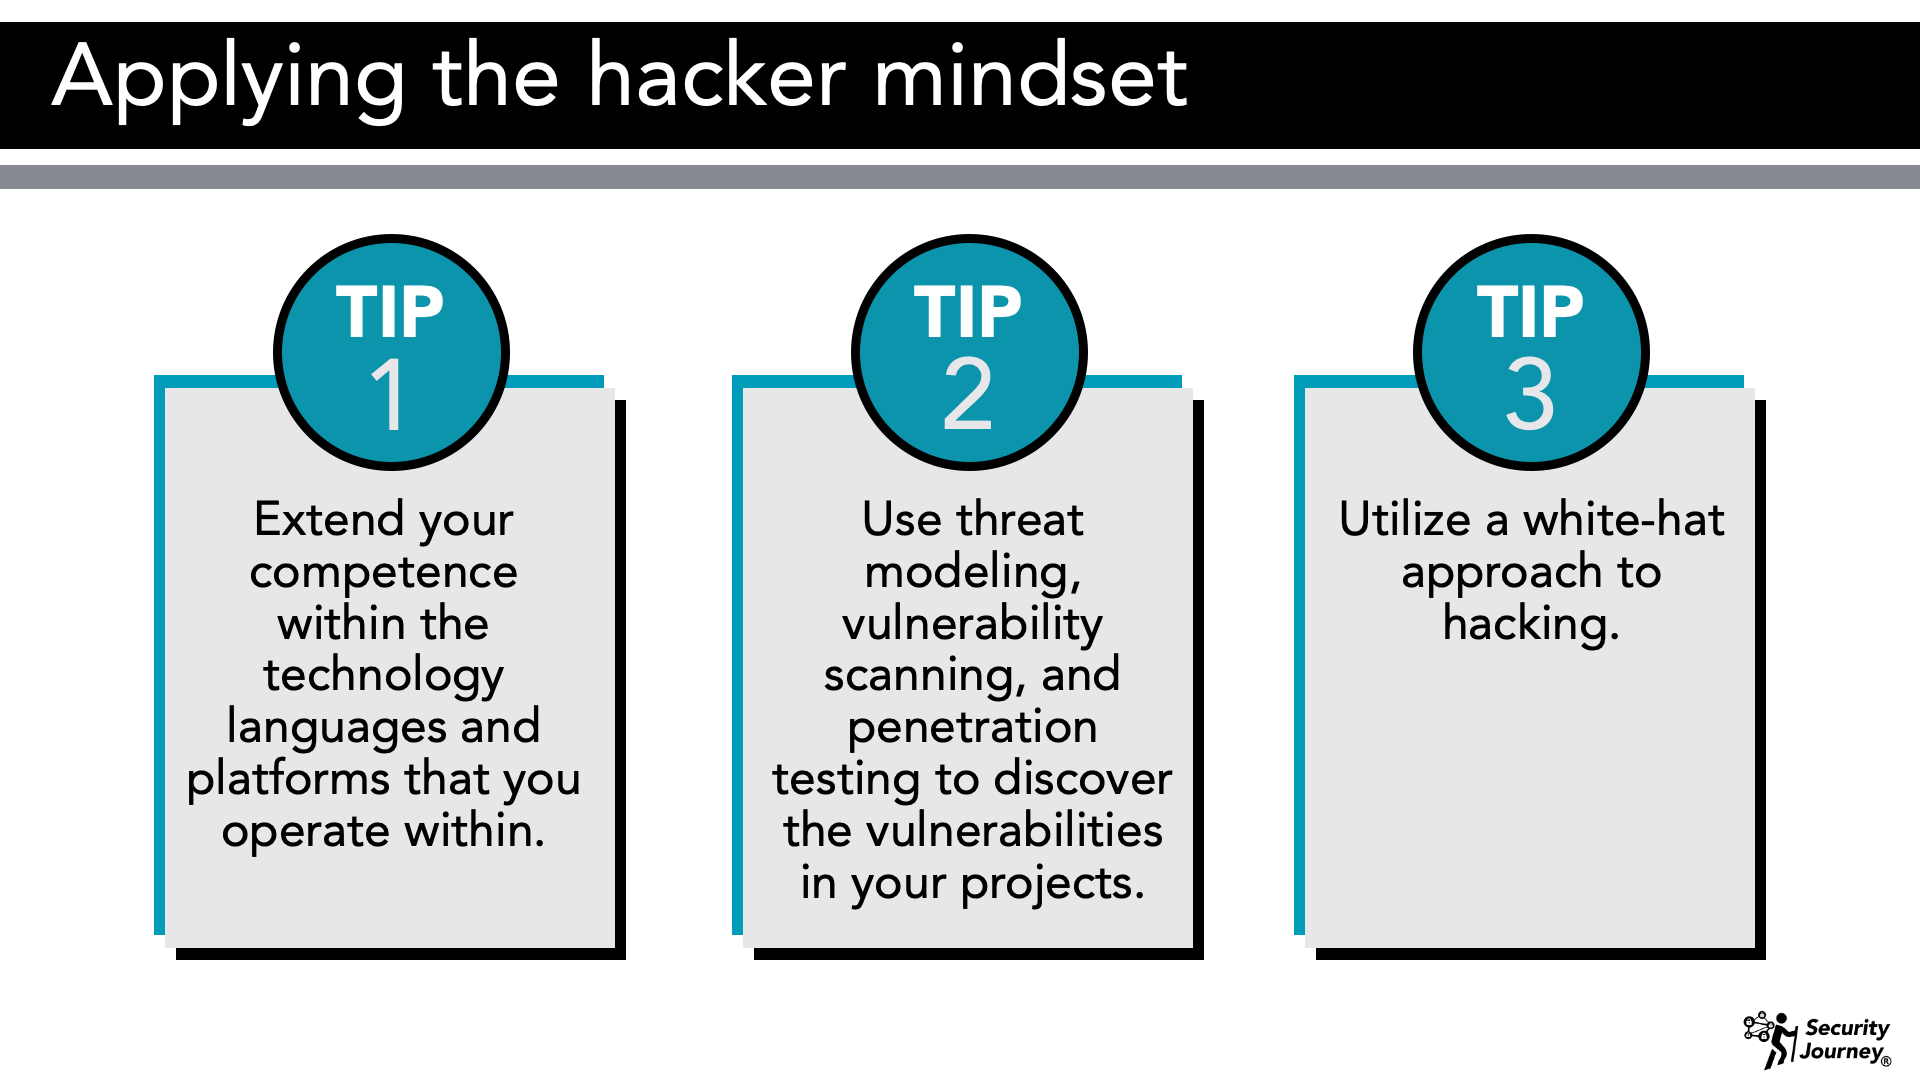 Applying the hacker mindset
TIP
1
Extend your
competence
within the
technology
languages and
platforms that you
operate within.
TIP
2
Use threat
modeling,
vulnerability
scanning, and
penetration
testing to discover
the vulnerabilities
in your projects.
TIP
3
Utilize a white-hat
approach to
hacking.
Security
Journey®